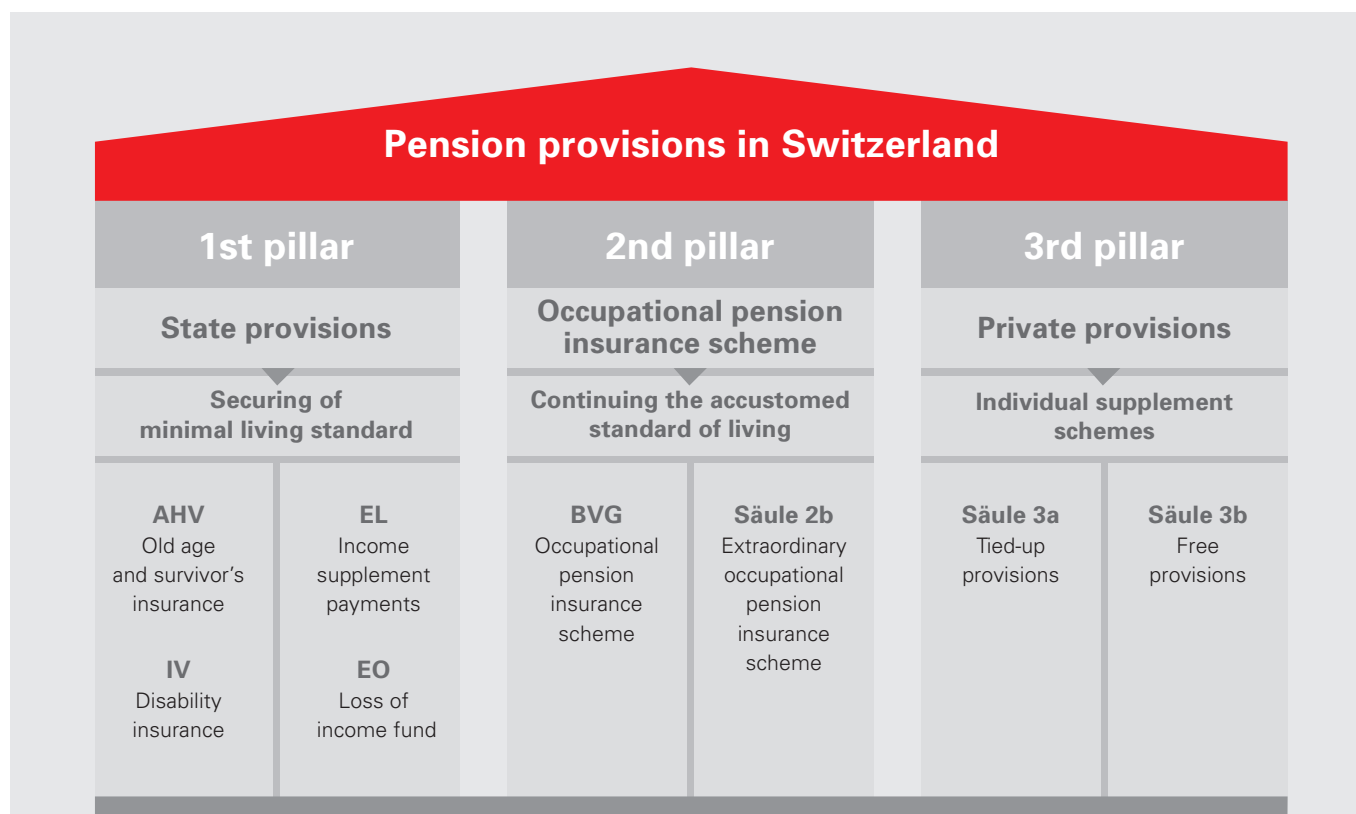 Pension provisions in Switzerland
1st pillar
State provisions
Securing of
minimal living standard
AHV
Old age
and survivor's
insurance
IV
Disability
insurance
EL
Income
supplement
payments
EO
Loss of
income fund
2nd pillar
Occupational pension
insurance scheme
Continuing the accustomed
standard of living
BVG
Occupational
pension
insurance
scheme
Säule 2b
Extraordinary
occupational
pension
insurance
scheme
3rd pillar
Private provisions
Individual supplement
schemes
Säule 3a
Tied-up
provisions
Säule 3b
Free
provisions